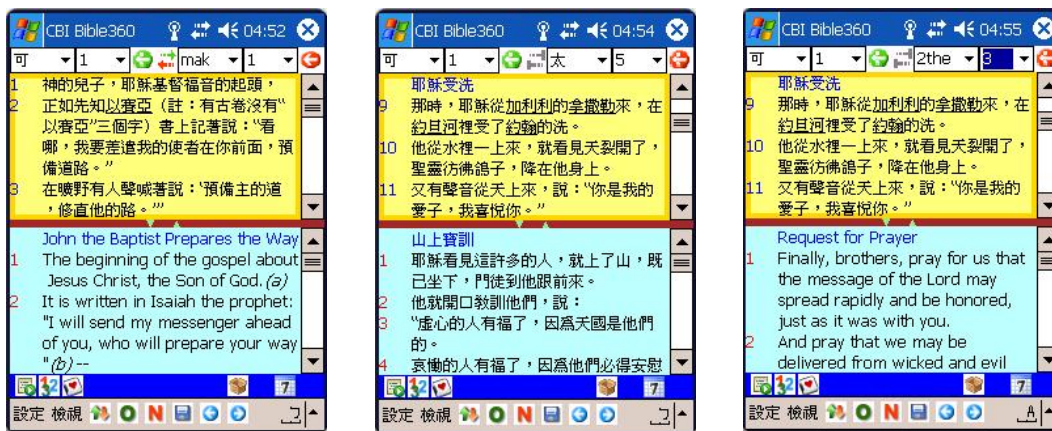 CBI Bible360 04:52
可 1 mak 1
1 神的兒子,耶穌基督福音的起頭,
2 正如先知以賽亞(註:有古卷沒有“
以賽亞”三個字)書上記著說:“看
哪,我要差遣我的使者在你前面,預
備道路。”
3 在曠野有人聲喊著說:‘預備主的道
,修直他的路。’”
John the Baptist Prepares the Way
1 The beginning of the gospel about
Jesus Christ, the Son of God.(a)
2 It is written in Isaiah the prophet:
"I will send my messenger ahead
of you, who will prepare your way
"(b)--
設定 檢視 O N
CBI Bible360 04:54
可 1 太 5
耶穌受洗
9 那時,耶穌從加利利的拿撒勒來,在
約旦河裡受了約翰的洗。
10 他從水裡一上來,就看見天裂開了,
聖靈彷彿鴿子,降在他身上。
11 又有聲音從天上來,說:“你是我的
愛子,我喜悅你。”
山上寶訓
1 耶穌看見這許多的人,就上了山,既
已坐下,門徒到他跟前來。
2 他就開口教訓他們,說:
3 “虛心的人有福了,因爲天國是他們
的。
4 哀慟的人有福了,因爲他們必得安慰
設定 檢視 O N
CBI Bible360 04:55
可 1 2the 3
耶穌受洗
9 那時,耶穌從加利利的拿撒勒來,在
約旦河裡受了約翰的洗。
10 他從水裡一上來,就看見天裂開了,
聖靈彷彿鴿子,降在他身上。
11 又有聲音從天上來,說:“你是我的
愛子,我喜悅你。”
Request for Prayer
1 Finally, brothers, pray for us that
the message of the Lord may
spread rapidly and be honored,
just as it was with you.
2 And pray that we may be
delivered from wicked and evil
設定 檢視 O N A